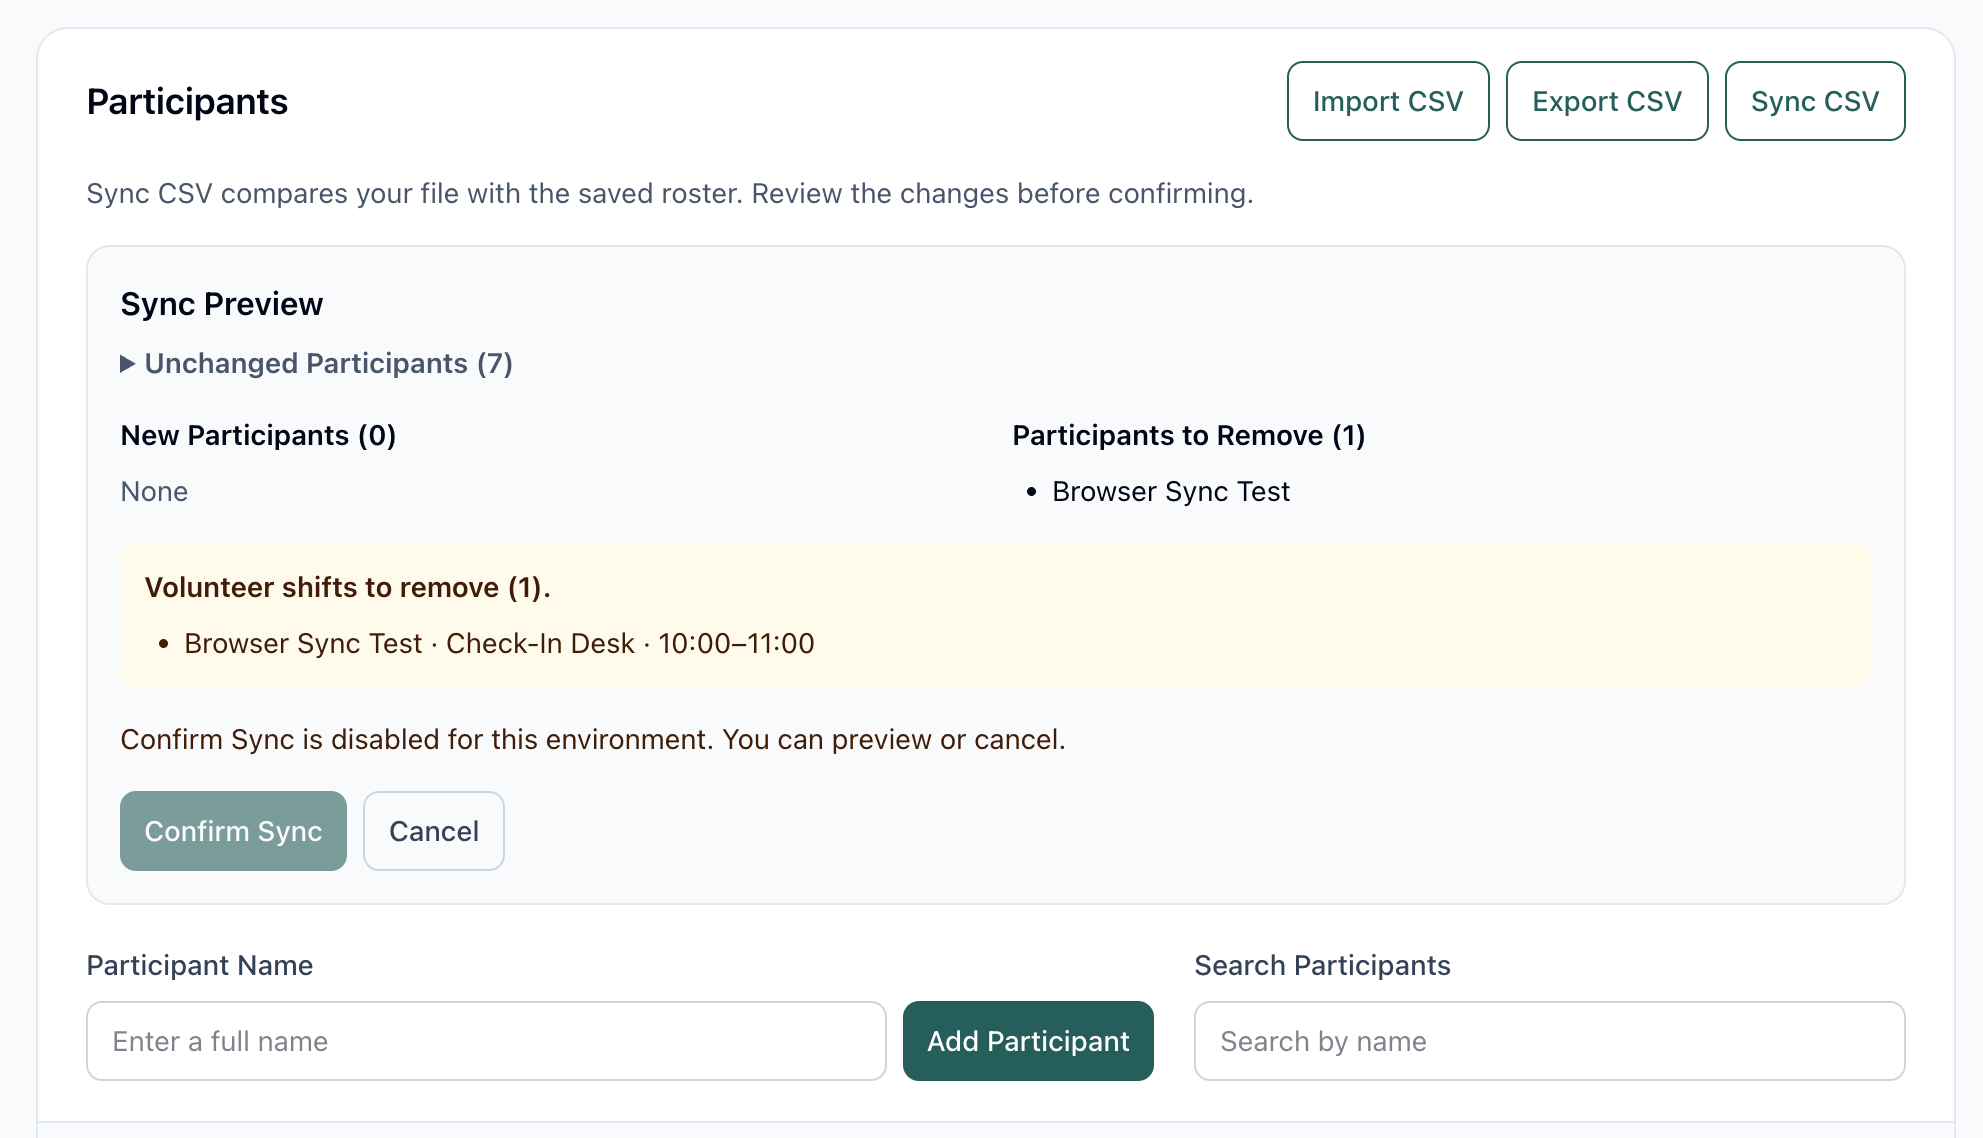 Participants
Import CSV
Export CSV
Sync CSV
Sync CSV compares your file with the saved roster. Review the changes before confirming.
Sync Preview
▶ Unchanged Participants (7)
New Participants (0)
None
Participants to Remove (1)
• Browser Sync Test
Volunteer shifts to remove (1).
• Browser Sync Test · Check-In Desk · 10:00–11:00
Confirm Sync is disabled for this environment. You can preview or cancel.
Confirm Sync
Cancel
Participant Name
Enter a full name
Add Participant
Search Participants
Search by name